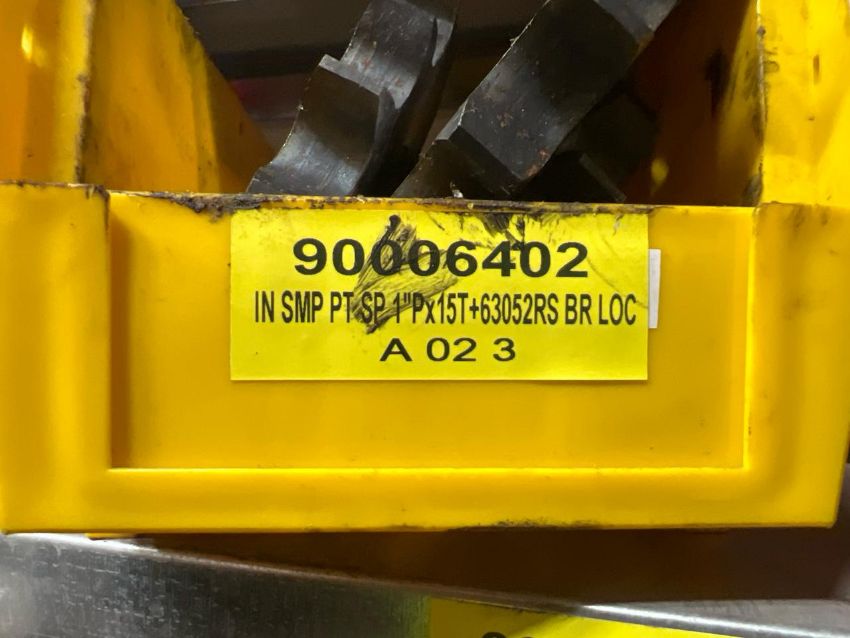 90006402
IN SMP PT SP 1"Px15T+63052RS BR LOC
A 02 3